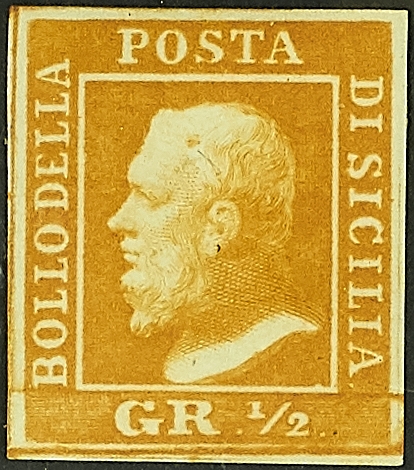 BOLLO DELLA
POSTA
DI SICILIA
GR. 1/2.